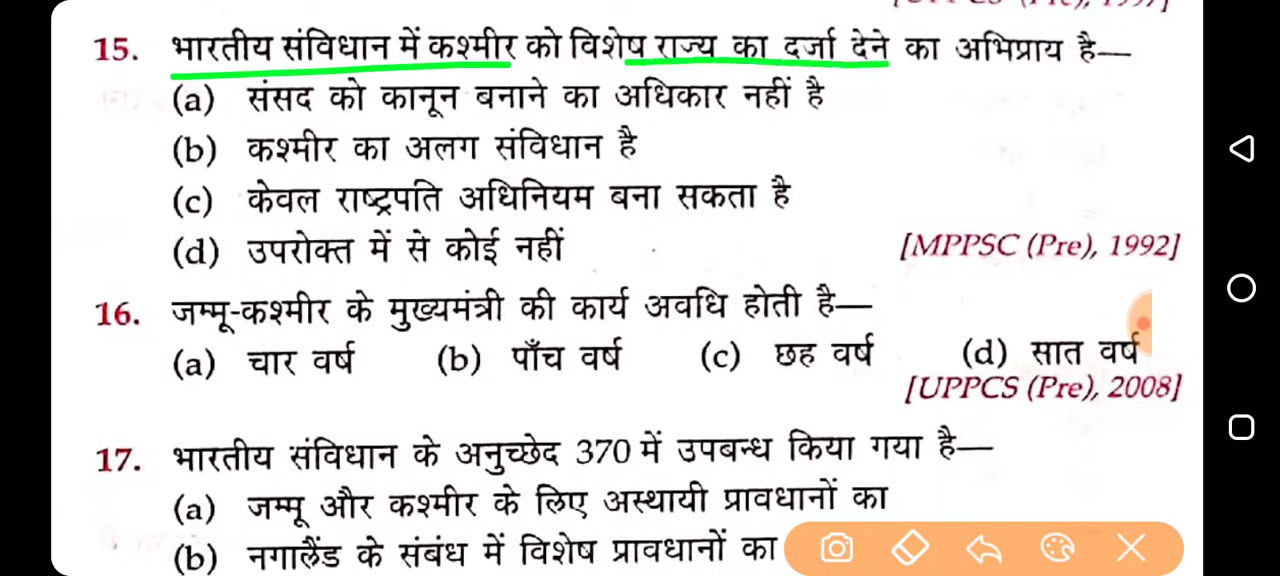 15. भारतीय संविधान में कश्मीर को विशेष राज्य का दर्जा देने का अभिप्राय है—
(a) संसद को कानून बनाने का अधिकार नहीं है
(b) कश्मीर का अलग संविधान है
(c) केवल राष्ट्रपति अधिनियम बना सकता है
(d) उपरोक्त में से कोई नहीं [MPPSC (Pre), 1992]
16. जम्मू-कश्मीर के मुख्यमंत्री की कार्य अवधि होती है—
(a) चार वर्ष (b) पाँच वर्ष (c) छह वर्ष (d) सात वर्ष
[UPPCS (Pre), 2008]
17. भारतीय संविधान के अनुच्छेद 370 में उपबन्ध किया गया है—
(a) जम्मू और कश्मीर के लिए अस्थायी प्रावधानों का
(b) नगालैंड के संबंध में विशेष प्रावधानों का